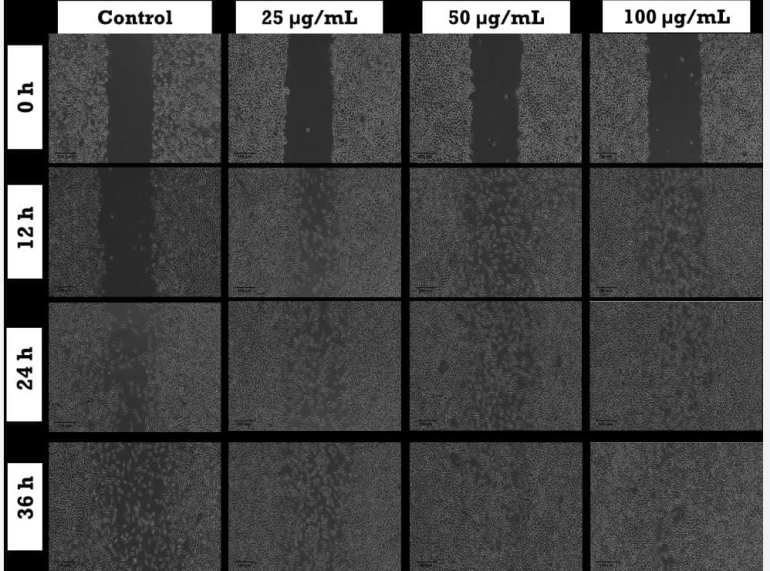 Control 25 μg/mL 50 μg/mL 100 μg/mL
0 h
12 h
24 h
36 h